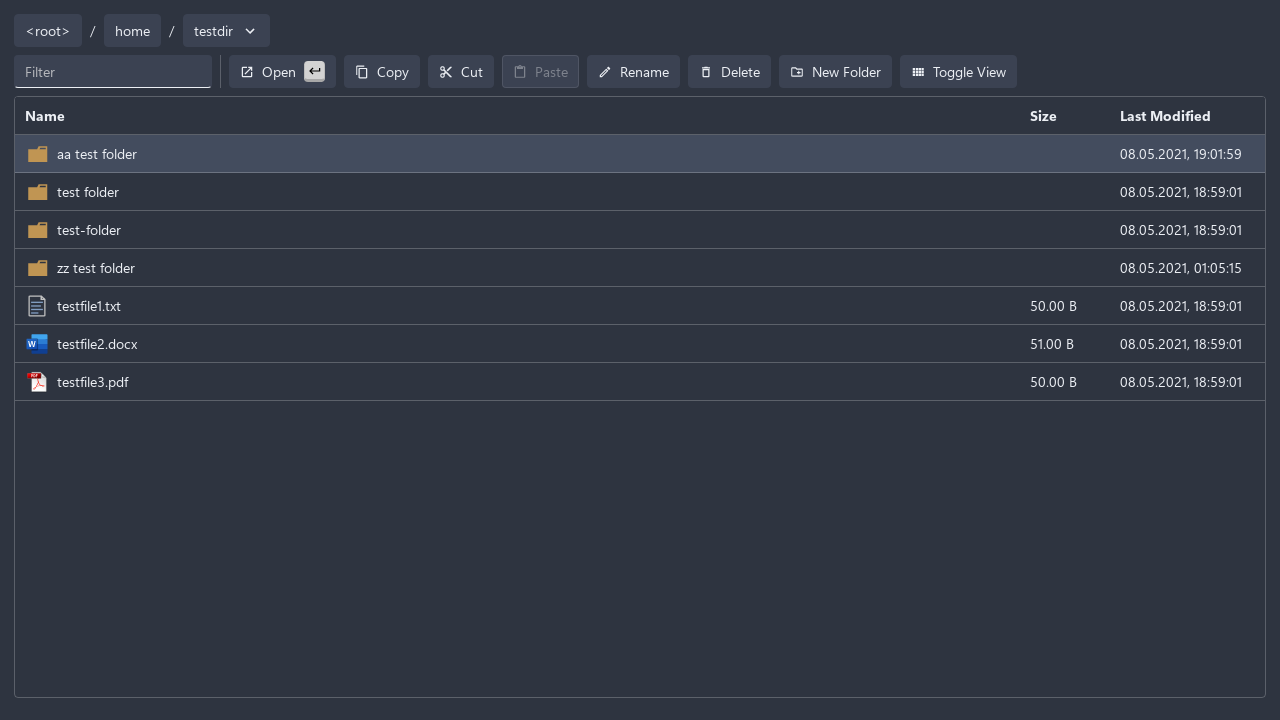 <root> / home / testdir
Filter Open Copy Cut Paste Rename Delete New Folder Toggle View
Name Size Last Modified
aa test folder 08.05.2021, 19:01:59
test folder 08.05.2021, 18:59:01
test-folder 08.05.2021, 18:59:01
zz test folder 08.05.2021, 01:05:15
testfile1.txt 50.00 B 08.05.2021, 18:59:01
W testfile2.docx 51.00 B 08.05.2021, 18:59:01
PDF testfile3.pdf 50.00 B 08.05.2021, 18:59:01